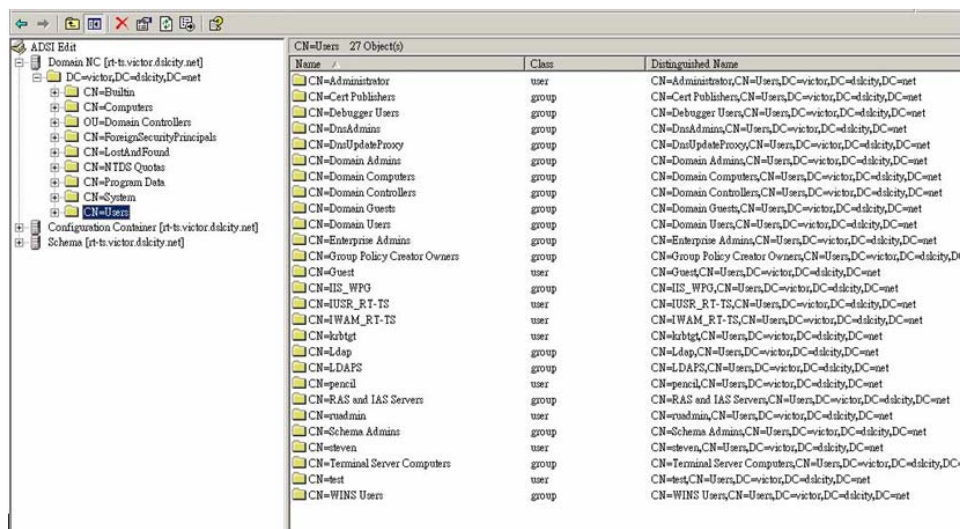 ADSI Edit
Domain NC [rt-ts.victor.dslcity.net]
DC=victor,DC=dslcity,DC=net
CN=Builtin
CN=Computers
OU=Domain Controllers
CN=ForeignSecurityPrincipals
CN=LostAndFound
CN=NTDS Quotas
CN=Program Data
CN=System
CN=Users
Configuration Container [rt-ts.victor.dslcity.net]
Schema [rt-ts.victor.dslcity.net]
CN=Users 27 Object(s)
Name Class Distinguished Name
CN=Administrator user CN=Administrator,CN=Users,DC=victor,DC=dslcity,DC=net
CN=Cert Publishers group CN=Cert Publishers,CN=Users,DC=victor,DC=dslcity,DC=net
CN=Debugger Users group CN=Debugger Users,CN=Users,DC=victor,DC=dslcity,DC=net
CN=DnsAdmins group CN=DnsAdmins,CN=Users,DC=victor,DC=dslcity,DC=net
CN=DnsUpdateProxy group CN=DnsUpdateProxy,CN=Users,DC=victor,DC=dslcity,DC=net
CN=Domain Admins group CN=Domain Admins,CN=Users,DC=victor,DC=dslcity,DC=net
CN=Domain Computers group CN=Domain Computers,CN=Users,DC=victor,DC=dslcity,DC=net
CN=Domain Controllers group CN=Domain Controllers,CN=Users,DC=victor,DC=dslcity,DC=net
CN=Domain Guests group CN=Domain Guests,CN=Users,DC=victor,DC=dslcity,DC=net
CN=Domain Users group CN=Domain Users,CN=Users,DC=victor,DC=dslcity,DC=net
CN=Enterprise Admins group CN=Enterprise Admins,CN=Users,DC=victor,DC=dslcity,DC=net
CN=Group Policy Creator Owners group CN=Group Policy Creator Owners,CN=Users,DC=victor,DC=dslcity,D
CN=Guest user CN=Guest,CN=Users,DC=victor,DC=dslcity,DC=net
CN=IIS_WPG group CN=IIS_WPG,CN=Users,DC=victor,DC=dslcity,DC=net
CN=IUSR_RT-TS user CN=IUSR_RT-TS,CN=Users,DC=victor,DC=dslcity,DC=net
CN=IWAM_RT-TS user CN=IWAM_RT-TS,CN=Users,DC=victor,DC=dslcity,DC=net
CN=krbtgt user CN=krbtgt,CN=Users,DC=victor,DC=dslcity,DC=net
CN=Ldap group CN=Ldap,CN=Users,DC=victor,DC=dslcity,DC=net
CN=LDAPS group CN=LDAPS,CN=Users,DC=victor,DC=dslcity,DC=net
CN=pencil user CN=pencil,CN=Users,DC=victor,DC=dslcity,DC=net
CN=RAS and IAS Servers group CN=RAS and IAS Servers,CN=Users,DC=victor,DC=dslcity,DC=net
CN=ruadmin user CN=ruadmin,CN=Users,DC=victor,DC=dslcity,DC=net
CN=Schema Admins group CN=Schema Admins,CN=Users,DC=victor,DC=dslcity,DC=net
CN=steven user CN=steven,CN=Users,DC=victor,DC=dslcity,DC=net
CN=Terminal Server Computers group CN=Terminal Server Computers,CN=Users,DC=victor,DC=dslcity,DC=
CN=test user CN=test,CN=Users,DC=victor,DC=dslcity,DC=net
CN=WINS Users group CN=WINS Users,CN=Users,DC=victor,DC=dslcity,DC=net